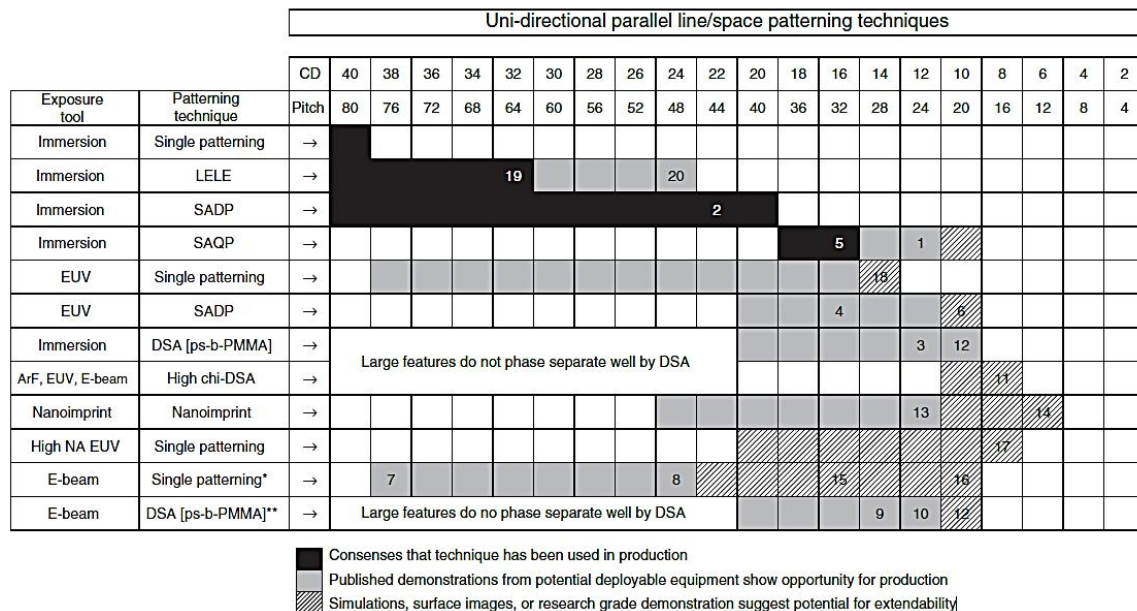 Uni-directional parallel line/space patterning techniques
CD 40 38 36 34 32 30 28 26 24 22 20 18 16 14 12 10 8 6 4 2
Exposure tool Patterning technique Pitch 80 76 72 68 64 60 56 52 48 44 40 36 32 28 24 20 16 12 8 4
Immersion Single patterning →
Immersion LELE → 19 20
Immersion SADP → 2
Immersion SAQP → 5 1
EUV Single patterning → 18
EUV SADP → 4 6
Immersion DSA [ps-b-PMMA] → 3 12
Large features do not phase separate well by DSA
ArF, EUV, E-beam High chi-DSA → 11
Nanoimprint Nanoimprint → 13 14
High NA EUV Single patterning → 17
E-beam Single patterning* → 7 8 15 16
E-beam DSA [ps-b-PMMA]** → Large features do no phase separate well by DSA 9 10 12
Consenses that technique has been used in production
Published demonstrations from potential deployable equipment show opportunity for production
Simulations, surface images, or research grade demonstration suggest potential for extendability